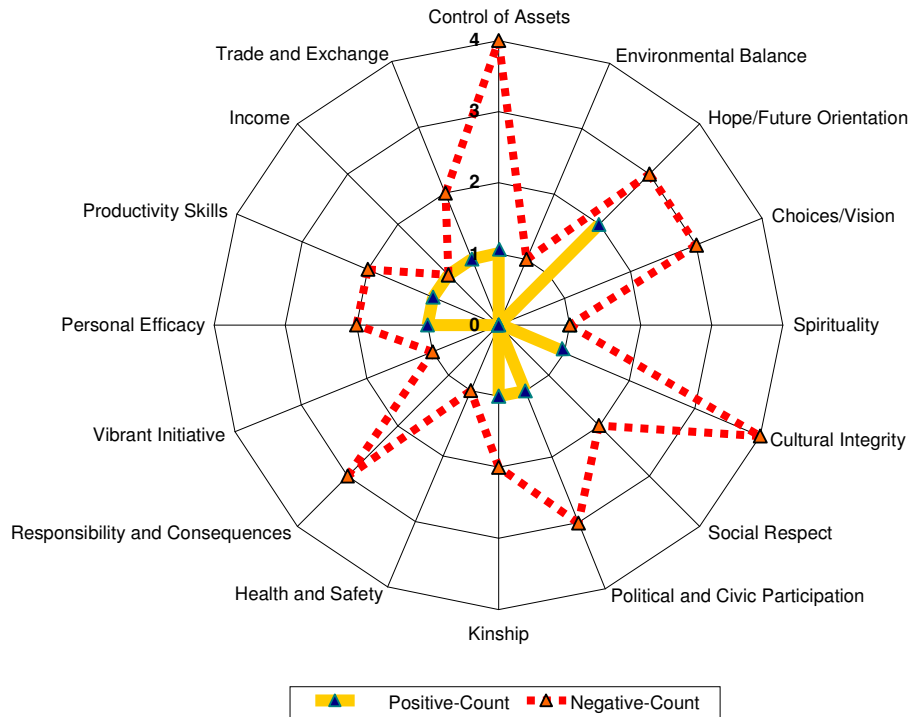 Control of Assets
4
Trade and Exchange
Environmental Balance
3
Income
Hope/Future Orientation
2
Productivity Skills
Choices/Vision
1
Personal Efficacy
0
Spirituality
Vibrant Initiative
Cultural Integrity
Responsibility and Consequences
Social Respect
Health and Safety
Political and Civic Participation
Kinship
Positive-Count
Negative-Count